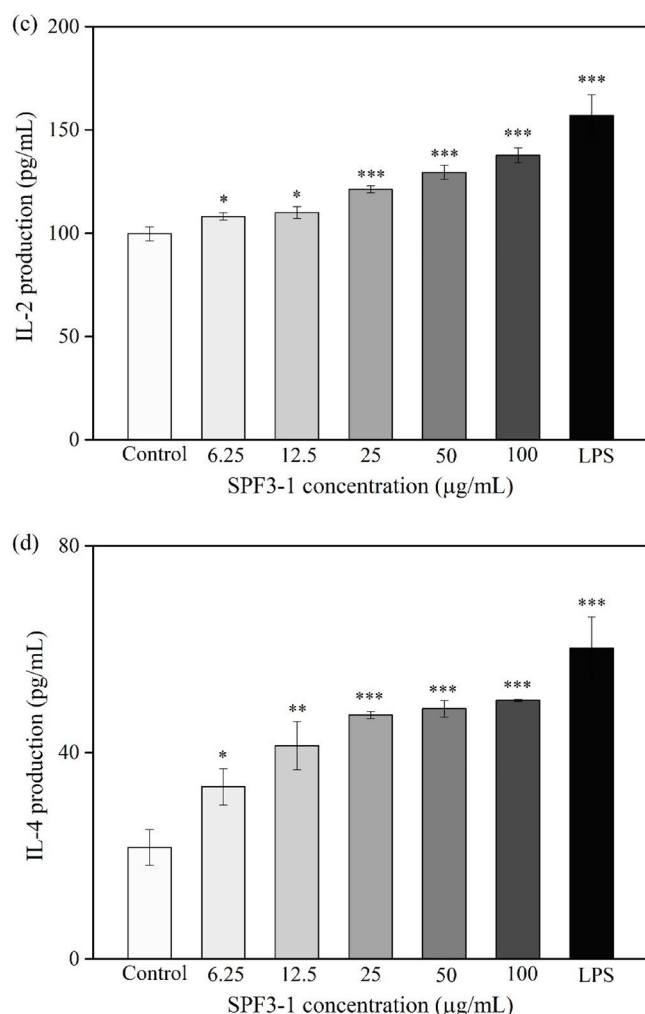 (c)
200
150
100
50
0
IL-2 production (pg/mL)
*
*
***
***
***
***
Control 6.25 12.5 25 50 100 LPS
SPF3-1 concentration (µg/mL)
(d)
80
40
0
IL-4 production (pg/mL)
*
**
***
***
***
***
Control 6.25 12.5 25 50 100 LPS
SPF3-1 concentration (µg/mL)